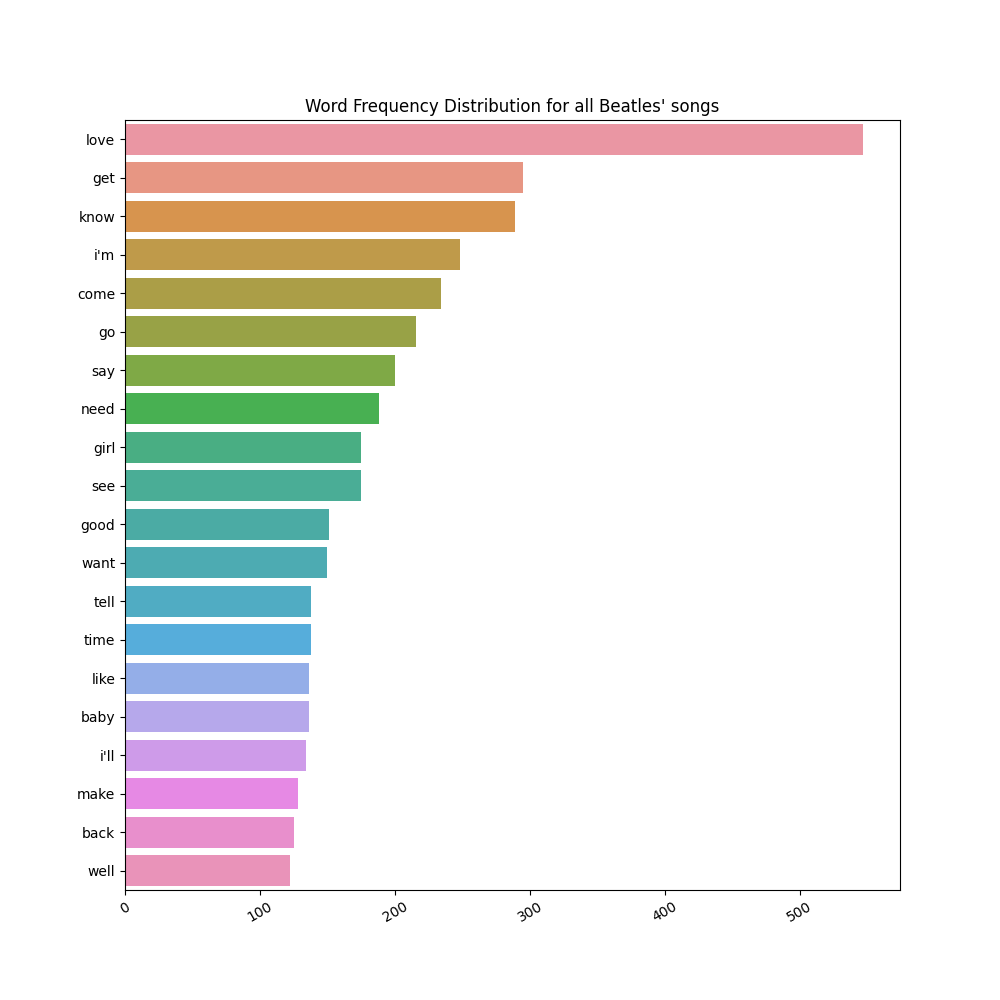 Word Frequency Distribution for all Beatles' songs
love
get
know
i'm
come
go
say
need
girl
see
good
want
tell
time
like
baby
i'll
make
back
well
0 100 200 300 400 500